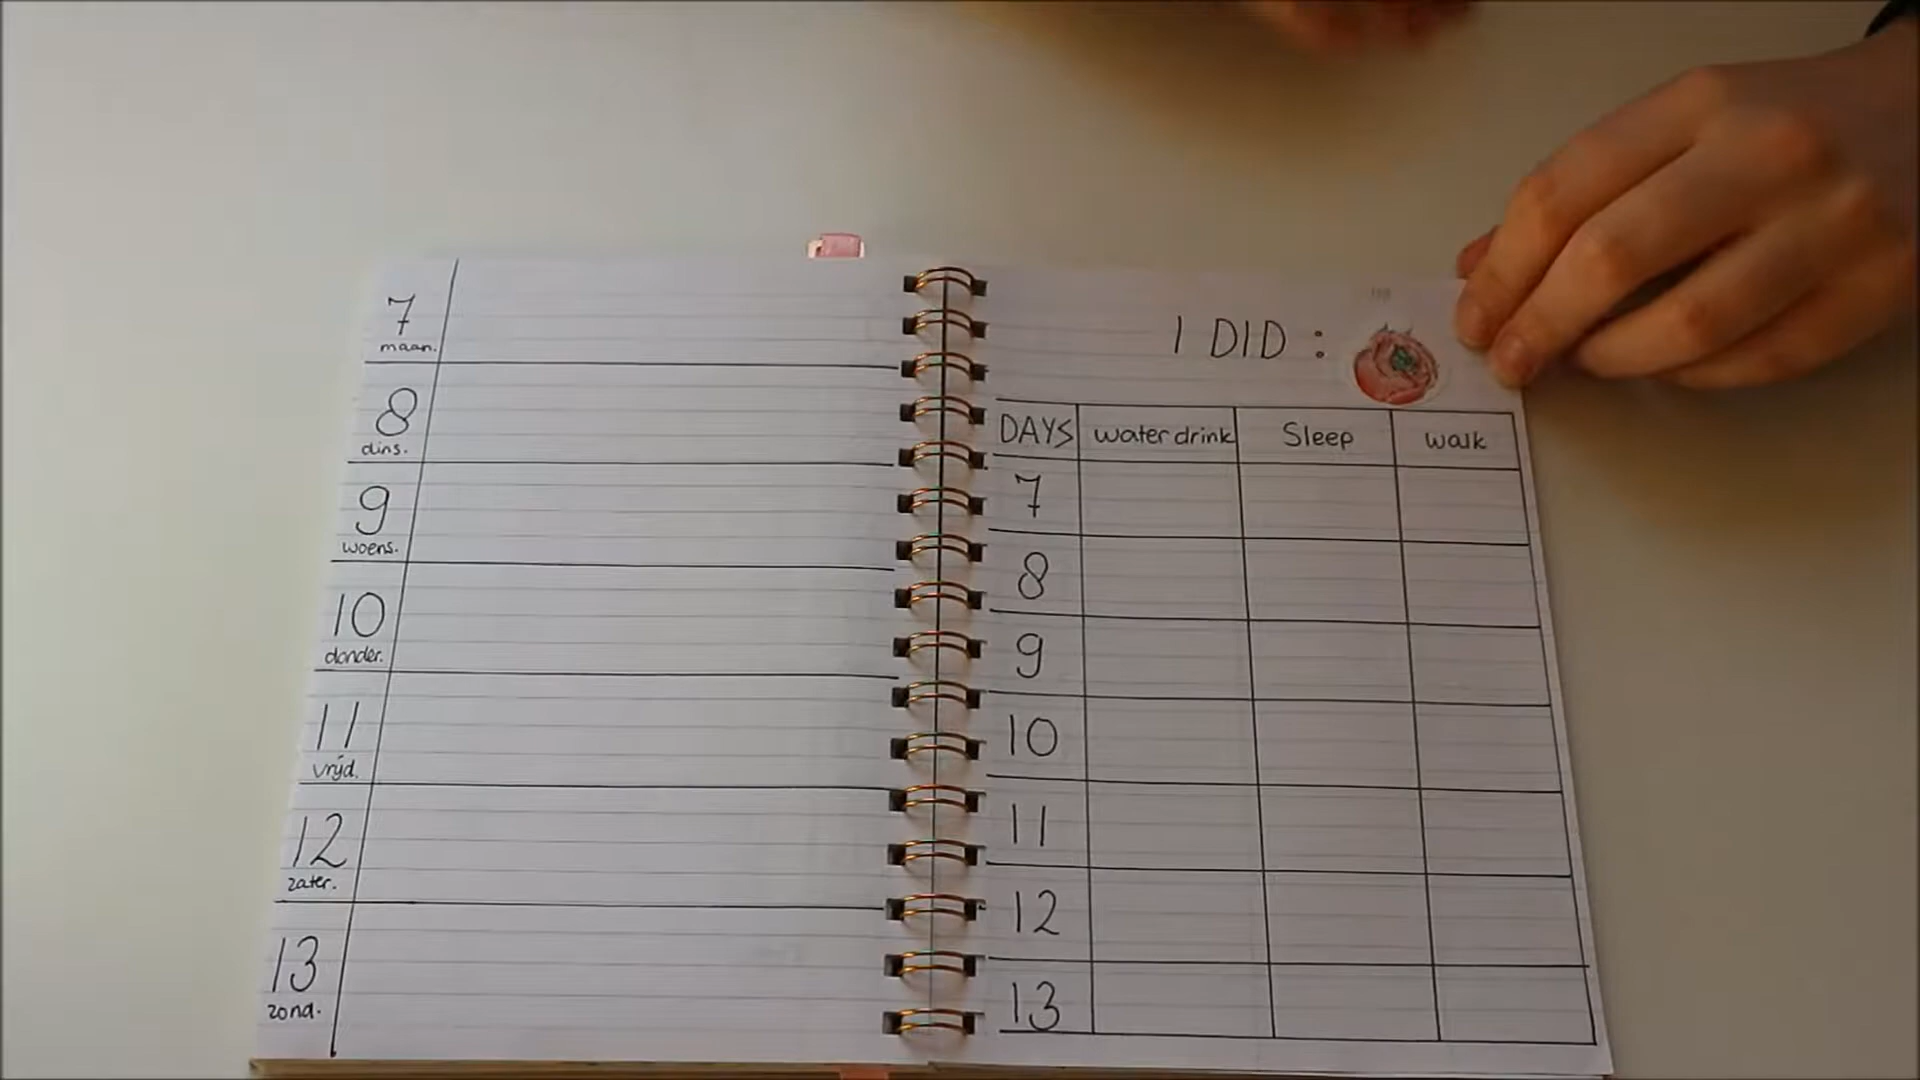 7
maan.
8
dins.
9
woens.
10
donder.
11
vrijd.
12
zater.
13
zond.
I DID :
DAYS water drink Sleep walk
7
8
9
10
11
12
13